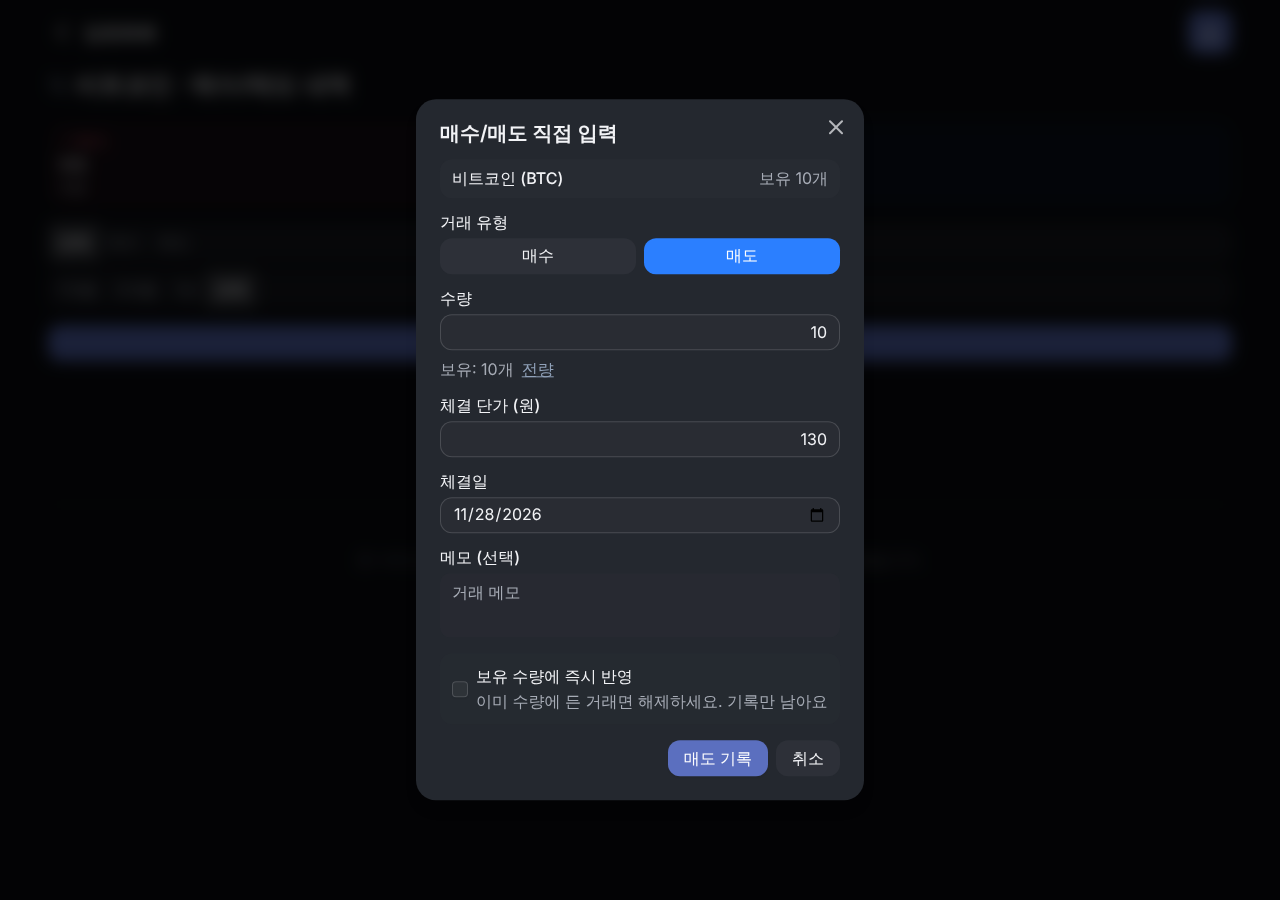 매수/매도 직접 입력
비트코인 (BTC) 보유 10개
거래 유형
매수 매도
수량
10
보유: 10개 전량
체결 단가 (원)
130
체결일
11/28/2026
메모 (선택)
거래 메모
보유 수량에 즉시 반영
이미 수량에 든 거래면 해제하세요. 기록만 남아요
매도 기록 취소